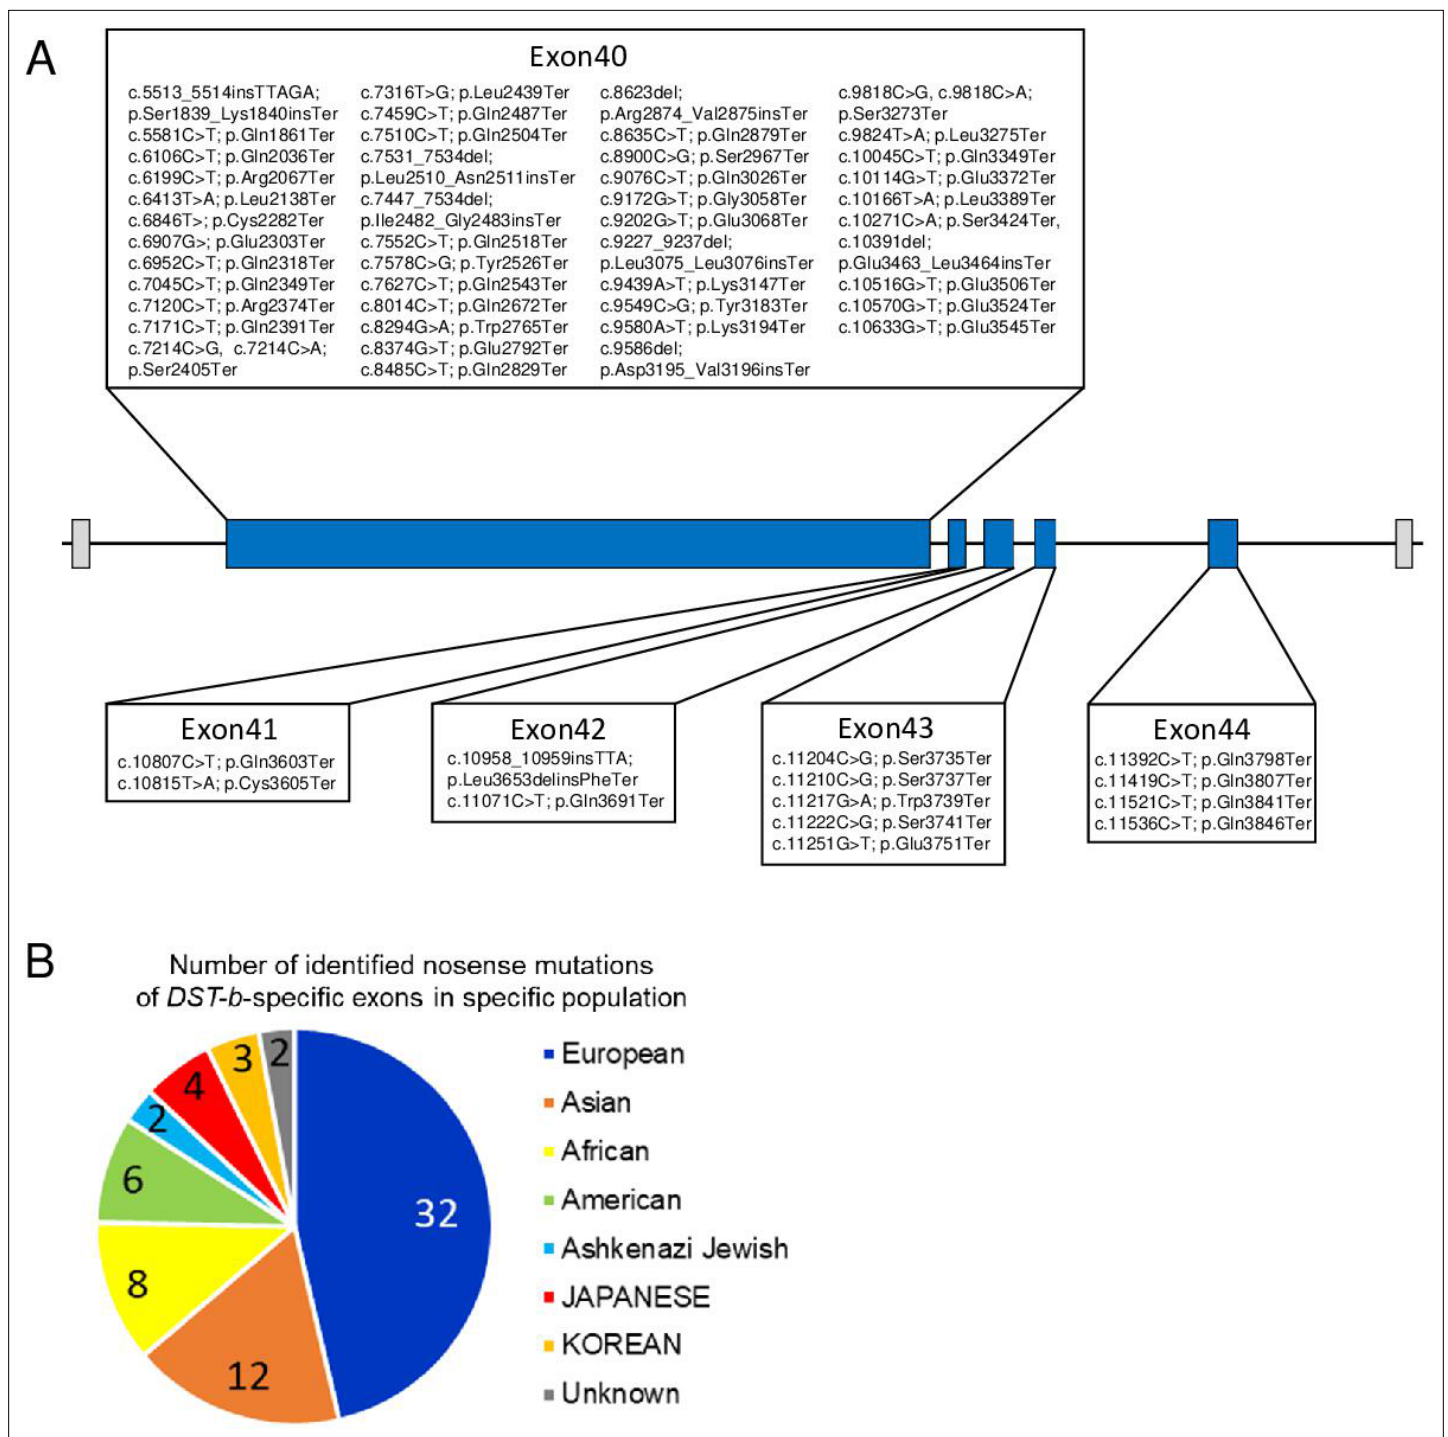 A
Exon40
c.5513_5514insTTAGA;
p.Ser1839_Lys1840insTer
c.5581C>T; p.Gln1861Ter
c.6106C>T; p.Gln2036Ter
c.6199C>T; p.Arg2067Ter
c.6413T>A; p.Leu2138Ter
c.6846T>; p.Cys2282Ter
c.6907G>; p.Glu2303Ter
c.6952C>T; p.Gln2318Ter
c.7045C>T; p.Gln2349Ter
c.7120C>T; p.Arg2374Ter
c.7171C>T; p.Gln2391Ter
c.7214C>G, c.7214C>A;
p.Ser2405Ter
c.7316T>G; p.Leu2439Ter
c.7459C>T; p.Gln2487Ter
c.7510C>T; p.Gln2504Ter
c.7531_7534del;
p.Leu2510_Asn2511insTer
c.7447_7534del;
p.Ile2482_Gly2483insTer
c.7552C>T; p.Gln2518Ter
c.7578C>G; p.Tyr2526Ter
c.7627C>T; p.Gln2543Ter
c.8014C>T; p.Gln2672Ter
c.8294G>A; p.Trp2765Ter
c.8374G>T; p.Glu2792Ter
c.8485C>T; p.Gln2829Ter
c.8623del;
p.Arg2874_Val2875insTer
c.8635C>T; p.Gln2879Ter
c.8900C>G; p.Ser2967Ter
c.9076C>T; p.Gln3026Ter
c.9172G>T; p.Gly3058Ter
c.9202G>T; p.Glu3068Ter
c.9227_9237del;
p.Leu3075_Leu3076insTer
c.9439A>T; p.Lys3147Ter
c.9549C>G; p.Tyr3183Ter
c.9580A>T; p.Lys3194Ter
c.9586del;
p.Asp3195_Val3196insTer
c.9818C>G, c.9818C>A;
p.Ser3273Ter
c.9824T>A; p.Leu3275Ter
c.10045C>T; p.Gln3349Ter
c.10114G>T; p.Glu3372Ter
c.10166T>A; p.Leu3389Ter
c.10271C>A; p.Ser3424Ter,
c.10391del;
p.Glu3463_Leu3464insTer
c.10516G>T; p.Glu3506Ter
c.10570G>T; p.Glu3524Ter
c.10633G>T; p.Glu3545Ter
Exon41
c.10807C>T; p.Gln3603Ter
c.10815T>A; p.Cys3605Ter
Exon42
c.10958_10959insTTA;
p.Leu3653delinsPheTer
c.11071C>T; p.Gln3691Ter
Exon43
c.11204C>G; p.Ser3735Ter
c.11210C>G; p.Ser3737Ter
c.11217G>A; p.Trp3739Ter
c.11222C>G; p.Ser3741Ter
c.11251G>T; p.Glu3751Ter
Exon44
c.11392C>T; p.Gln3798Ter
c.11419C>T; p.Gln3807Ter
c.11521C>T; p.Gln3841Ter
c.11536C>T; p.Gln3846Ter
B
Number of identified nosense mutations
of DST-b-specific exons in specific population
32
12
8
6
2
4
3
2
European
Asian
African
American
Ashkenazi Jewish
JAPANESE
KOREAN
Unknown